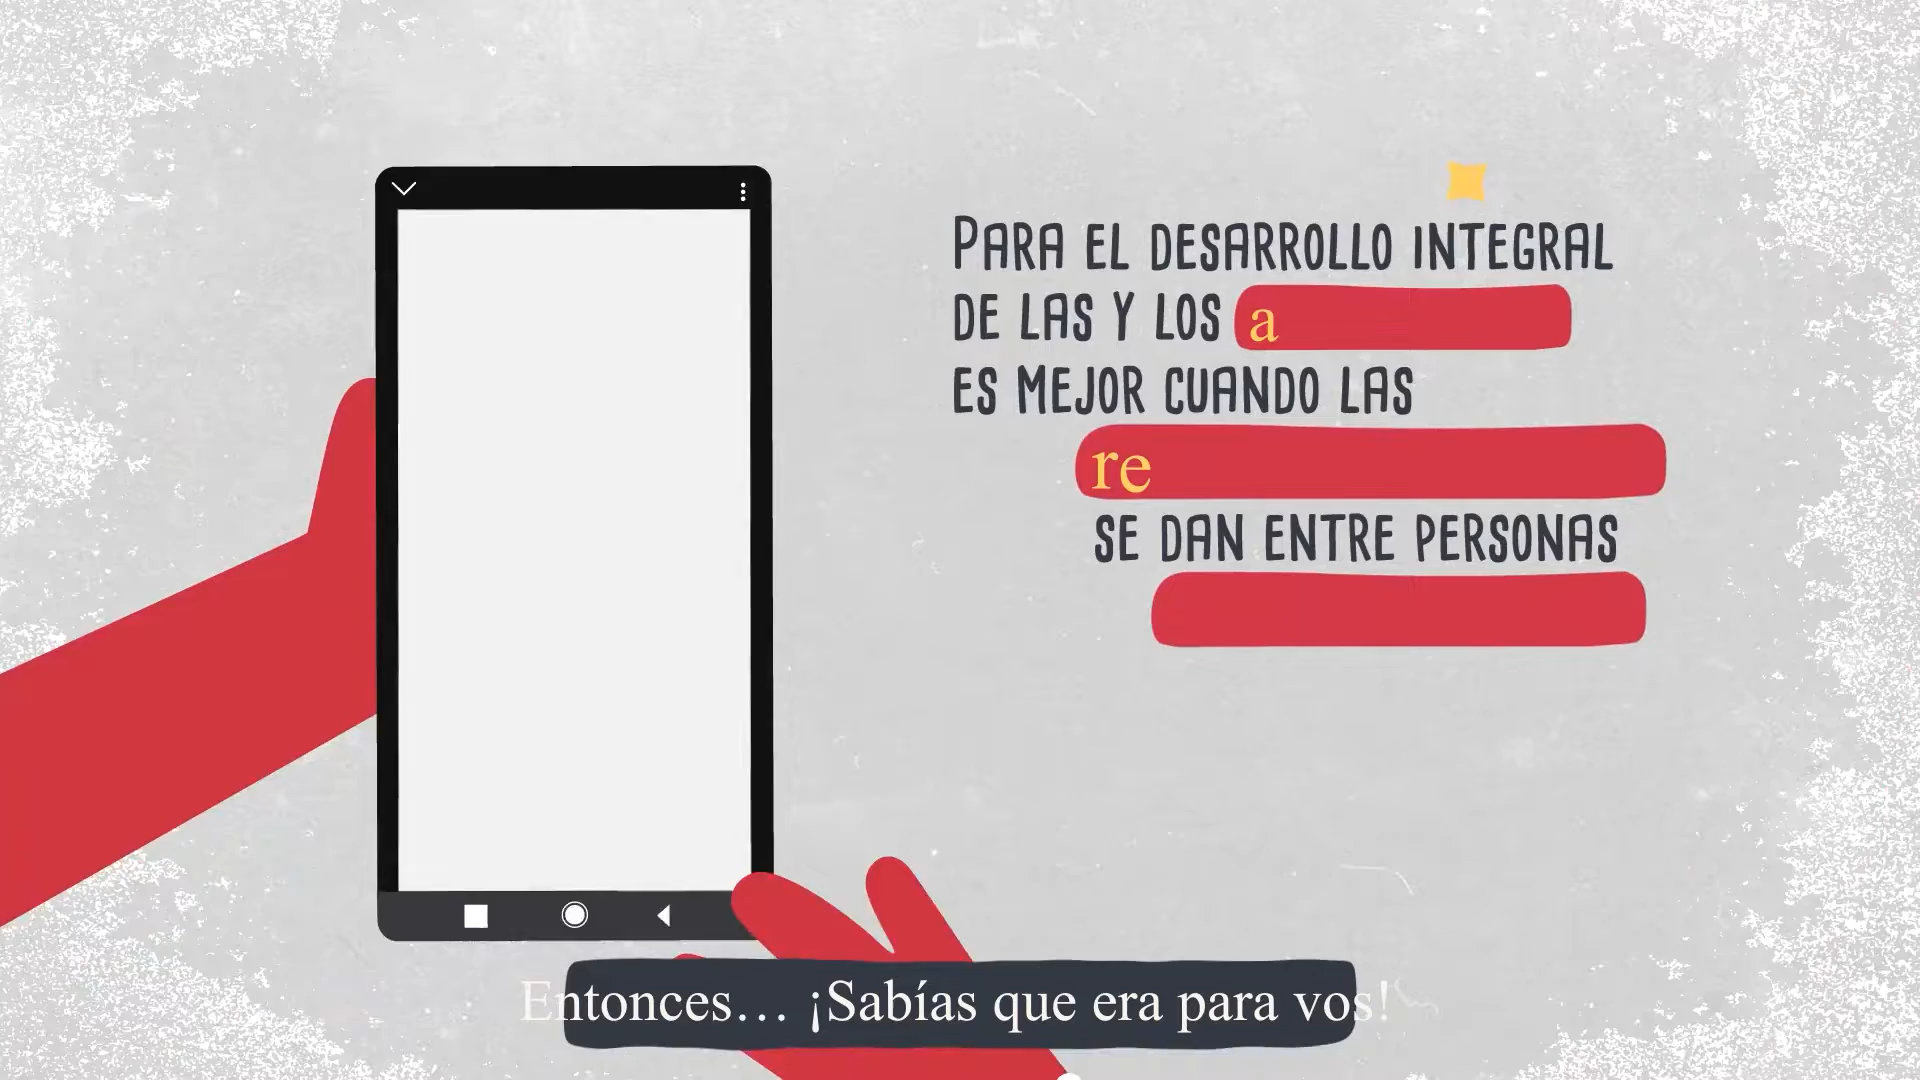 PARA EL DESARROLLO INTEGRAL
DE LAS Y LOS a
ES MEJOR CUANDO LAS
re
SE DAN ENTRE PERSONAS
Entonces… ¡Sabías que era para vos!